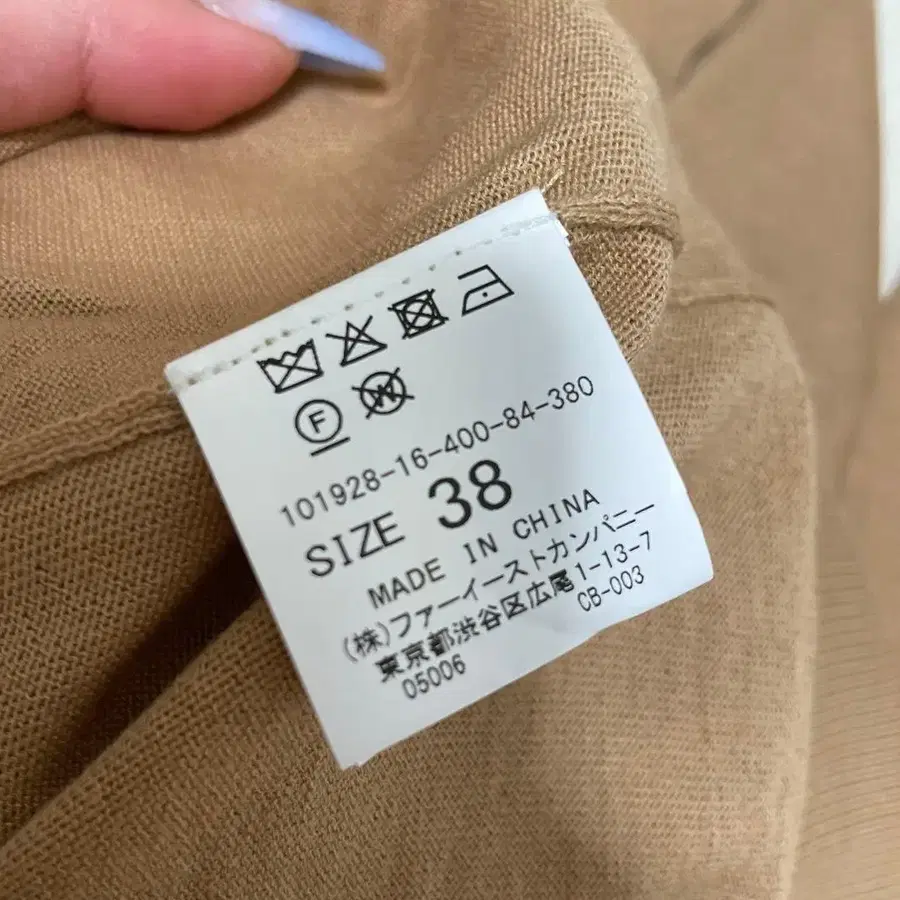 F W
101928-16-400-84-380
SIZE 38
MADE IN CHINA
(株)ファーイーストカンパニー
東京都渋谷区広尾1-13-7
05006 CB-003